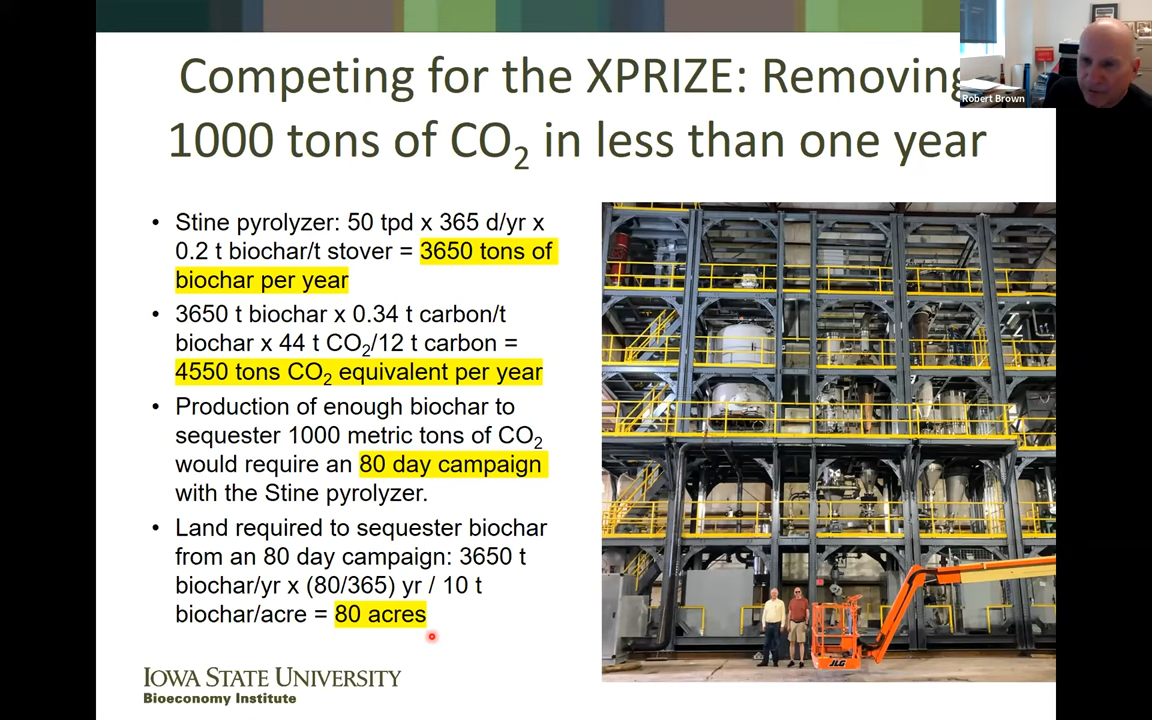 Competing for the XPRIZE: Removing
1000 tons of CO₂ in less than one year
Robert Brown
• Stine pyrolyzer: 50 tpd x 365 d/yr x
0.2 t biochar/t stover = 3650 tons of
biochar per year
• 3650 t biochar x 0.34 t carbon/t
biochar x 44 t CO₂/12 t carbon =
4550 tons CO₂ equivalent per year
• Production of enough biochar to
sequester 1000 metric tons of CO₂
would require an 80 day campaign
with the Stine pyrolyzer.
• Land required to sequester biochar
from an 80 day campaign: 3650 t
biochar/yr x (80/365) yr / 10 t
biochar/acre = 80 acres
JLG
IOWA STATE UNIVERSITY
Bioeconomy Institute